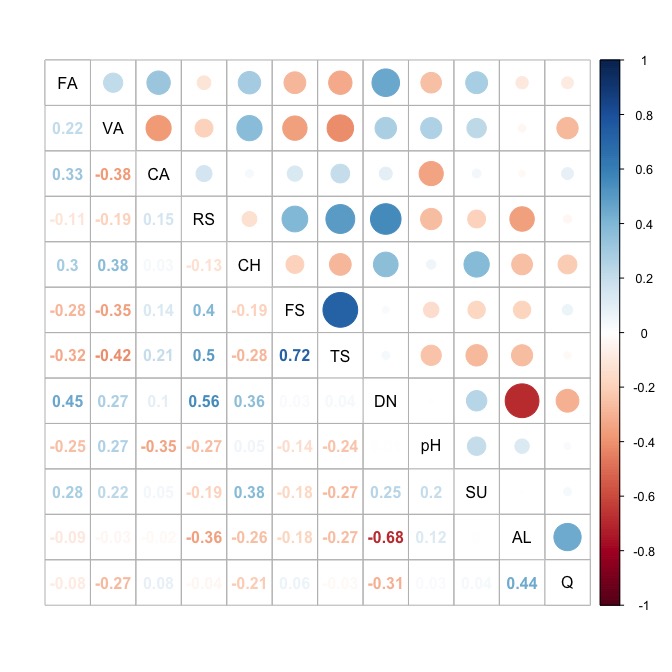 FA
0.22 VA
0.33 -0.38 CA
-0.11 -0.19 0.15 RS
0.3 0.38 0.03 -0.13 CH
-0.28 -0.35 0.14 0.4 -0.19 FS
-0.32 -0.42 0.21 0.5 -0.28 0.72 TS
0.45 0.27 0.1 0.56 0.36 0.03 0.04 DN
-0.25 0.27 -0.35 -0.27 0.05 -0.14 -0.24 pH
0.28 0.22 0.05 -0.19 0.38 -0.18 -0.27 0.25 0.2 SU
-0.09 -0.03 -0.02 -0.36 -0.26 -0.18 -0.27 -0.68 0.12 AL
-0.08 -0.27 0.08 -0.04 -0.21 0.06 -0.03 -0.31 0.03 0.04 0.44 Q
1
0.8
0.6
0.4
0.2
0
-0.2
-0.4
-0.6
-0.8
-1